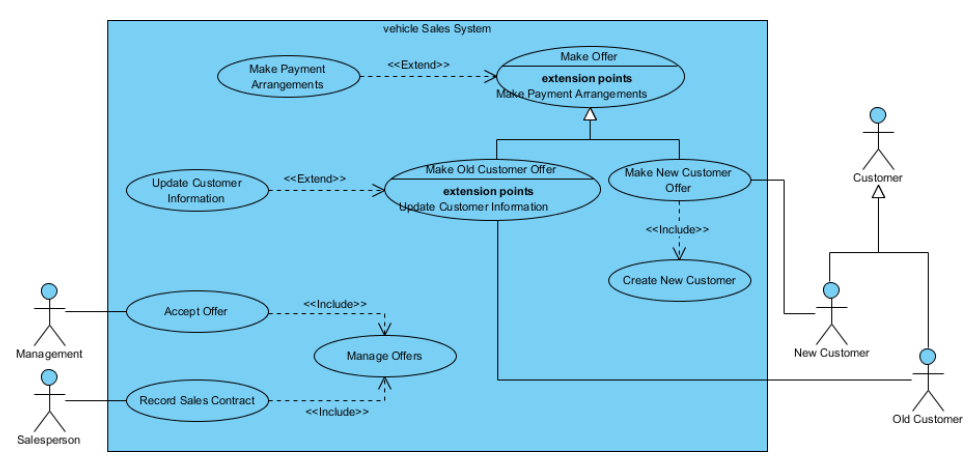 vehicle Sales System
Make Payment
Arrangements
<<Extend>>
Make Offer
extension points
Make Payment Arrangements
Customer
Update Customer
Information
<<Extend>>
Make Old Customer Offer
extension points
Update Customer Information
Make New Customer
Offer
<<Include>>
Create New Customer
Management
Accept Offer
<<Include>>
Manage Offers
New Customer
Salesperson
Record Sales Contract
<<Include>>
Old Customer